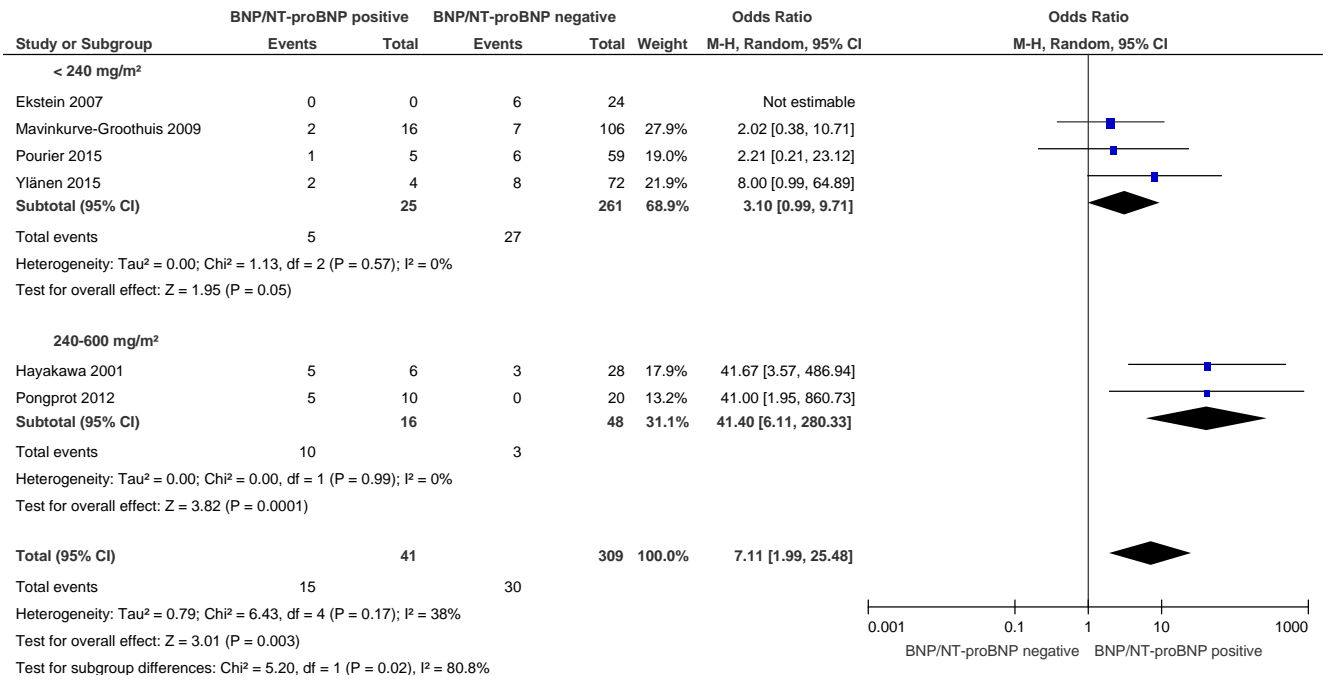 BNP/NT-proBNP positive BNP/NT-proBNP negative Odds Ratio Odds Ratio
Study or Subgroup Events Total Events Total Weight M-H, Random, 95% CI M-H, Random, 95% CI
< 240 mg/m²
Ekstein 2007 0 0 6 24 Not estimable
Mavinkurve-Groothuis 2009 2 16 7 106 27.9% 2.02 [0.38, 10.71]
Pourier 2015 1 5 6 59 19.0% 2.21 [0.21, 23.12]
Ylänen 2015 2 4 8 72 21.9% 8.00 [0.99, 64.89]
Subtotal (95% CI) 25 261 68.9% 3.10 [0.99, 9.71]
Total events 5 27
Heterogeneity: Tau² = 0.00; Chi² = 1.13, df = 2 (P = 0.57); I² = 0%
Test for overall effect: Z = 1.95 (P = 0.05)
240-600 mg/m²
Hayakawa 2001 5 6 3 28 17.9% 41.67 [3.57, 486.94]
Pongprot 2012 5 10 0 20 13.2% 41.00 [1.95, 860.73]
Subtotal (95% CI) 16 48 31.1% 41.40 [6.11, 280.33]
Total events 10 3
Heterogeneity: Tau² = 0.00; Chi² = 0.00, df = 1 (P = 0.99); I² = 0%
Test for overall effect: Z = 3.82 (P = 0.0001)
Total (95% CI) 41 309 100.0% 7.11 [1.99, 25.48]
Total events 15 30
Heterogeneity: Tau² = 0.79; Chi² = 6.43, df = 4 (P = 0.17); I² = 38%
Test for overall effect: Z = 3.01 (P = 0.003)
Test for subgroup differences: Chi² = 5.20, df = 1 (P = 0.02), I² = 80.8%
0.001 0.1 1 10 1000
BNP/NT-proBNP negative BNP/NT-proBNP positive